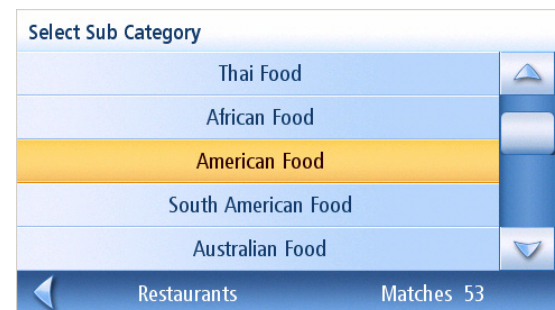 Select Sub Category
Thai Food
African Food
American Food
South American Food
Australian Food
Restaurants Matches 53